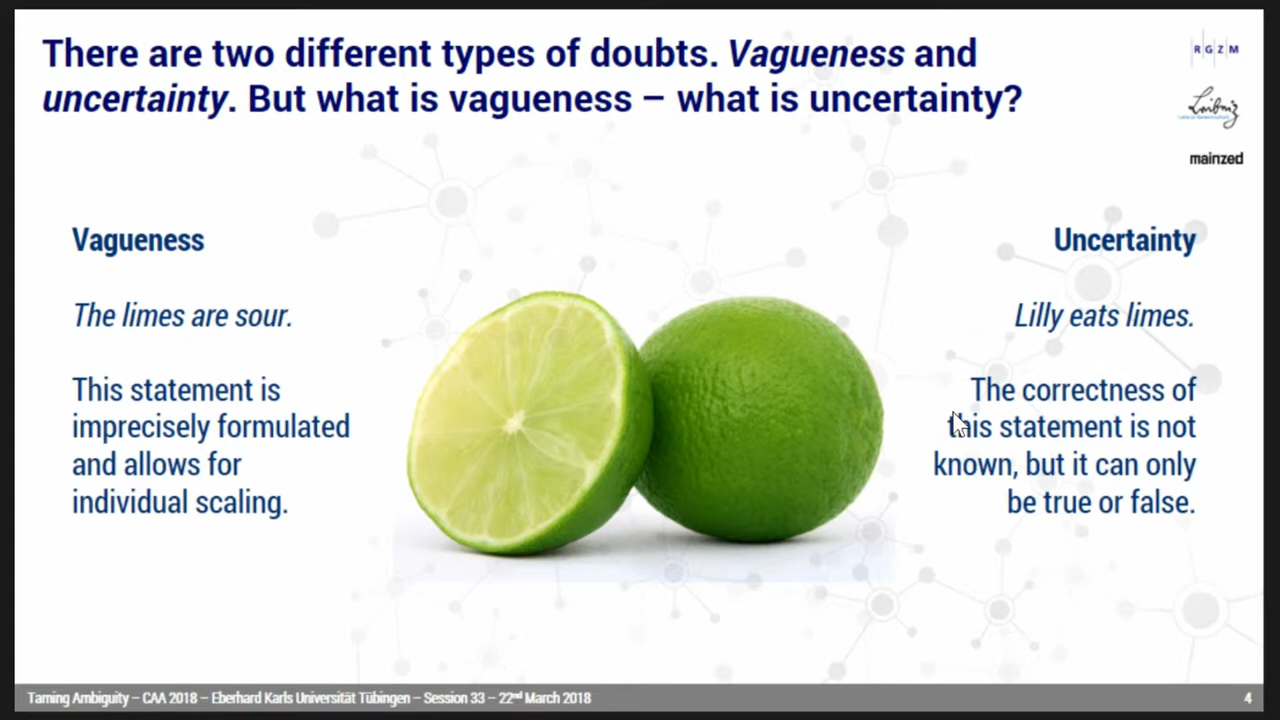 There are two different types of doubts. Vagueness and
uncertainty. But what is vagueness – what is uncertainty?
RGZM
Leibniz
mainzed
Vagueness
The limes are sour.
This statement is
imprecisely formulated
and allows for
individual scaling.
Uncertainty
Lilly eats limes.
The correctness of
this statement is not
known, but it can only
be true or false.
Taming Ambiguity – CAA 2018 – Eberhard Karls Universität Tübingen – Session 33 – 22nd March 2018
4